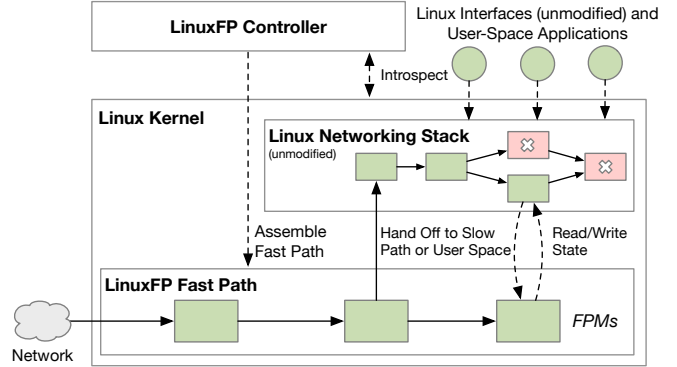 LinuxFP Controller
Linux Interfaces (unmodified) and
User-Space Applications
Introspect
Linux Kernel
Linux Networking Stack
(unmodified)
Assemble
Fast Path
Hand Off to Slow
Path or User Space
Read/Write
State
LinuxFP Fast Path
FPMs
Network